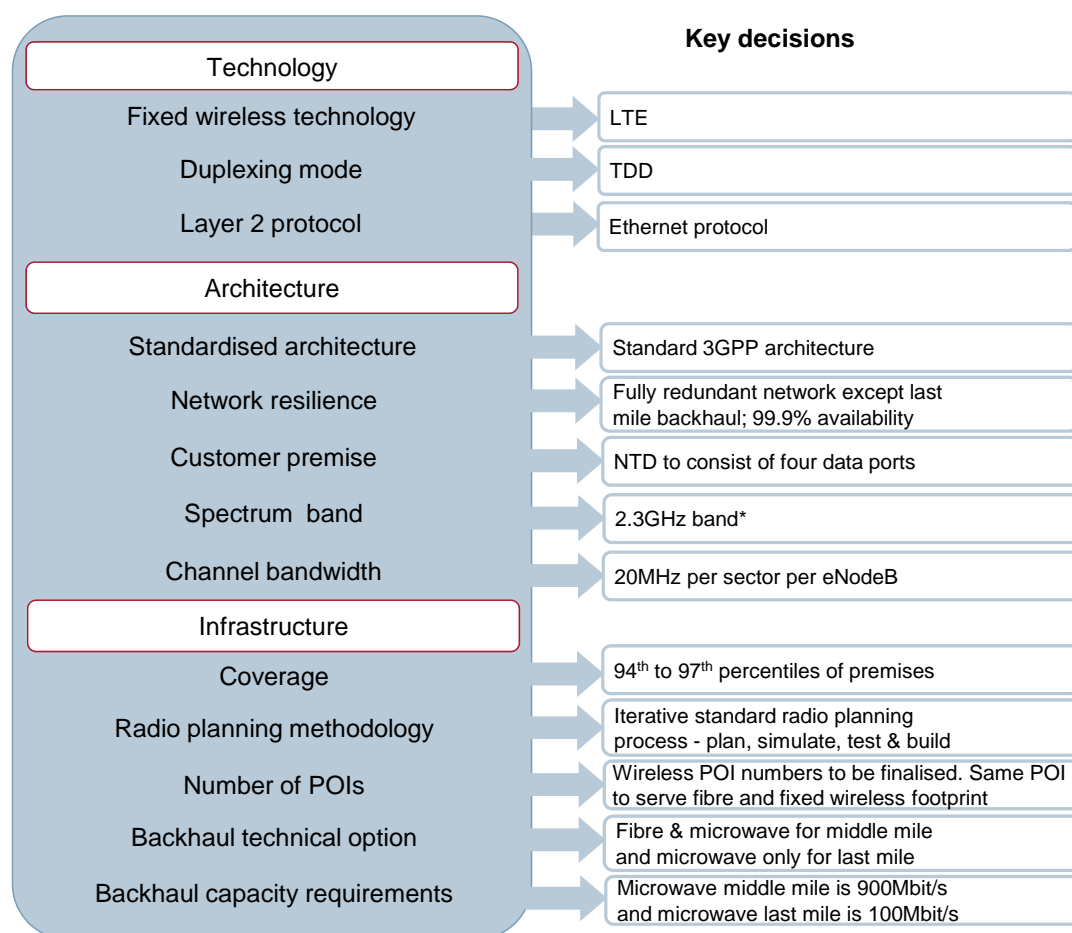 Key decisions
Technology
Fixed wireless technology
LTE
Duplexing mode
TDD
Layer 2 protocol
Ethernet protocol
Architecture
Standardised architecture
Standard 3GPP architecture
Network resilience
Fully redundant network except last
mile backhaul; 99.9% availability
Customer premise
NTD to consist of four data ports
Spectrum band
2.3GHz band*
Channel bandwidth
20MHz per sector per eNodeB
Infrastructure
Coverage
94th to 97th percentiles of premises
Radio planning methodology
Iterative standard radio planning
process - plan, simulate, test & build
Number of POIs
Wireless POI numbers to be finalised. Same POI
to serve fibre and fixed wireless footprint
Backhaul technical option
Fibre & microwave for middle mile
and microwave only for last mile
Backhaul capacity requirements
Microwave middle mile is 900Mbit/s
and microwave last mile is 100Mbit/s